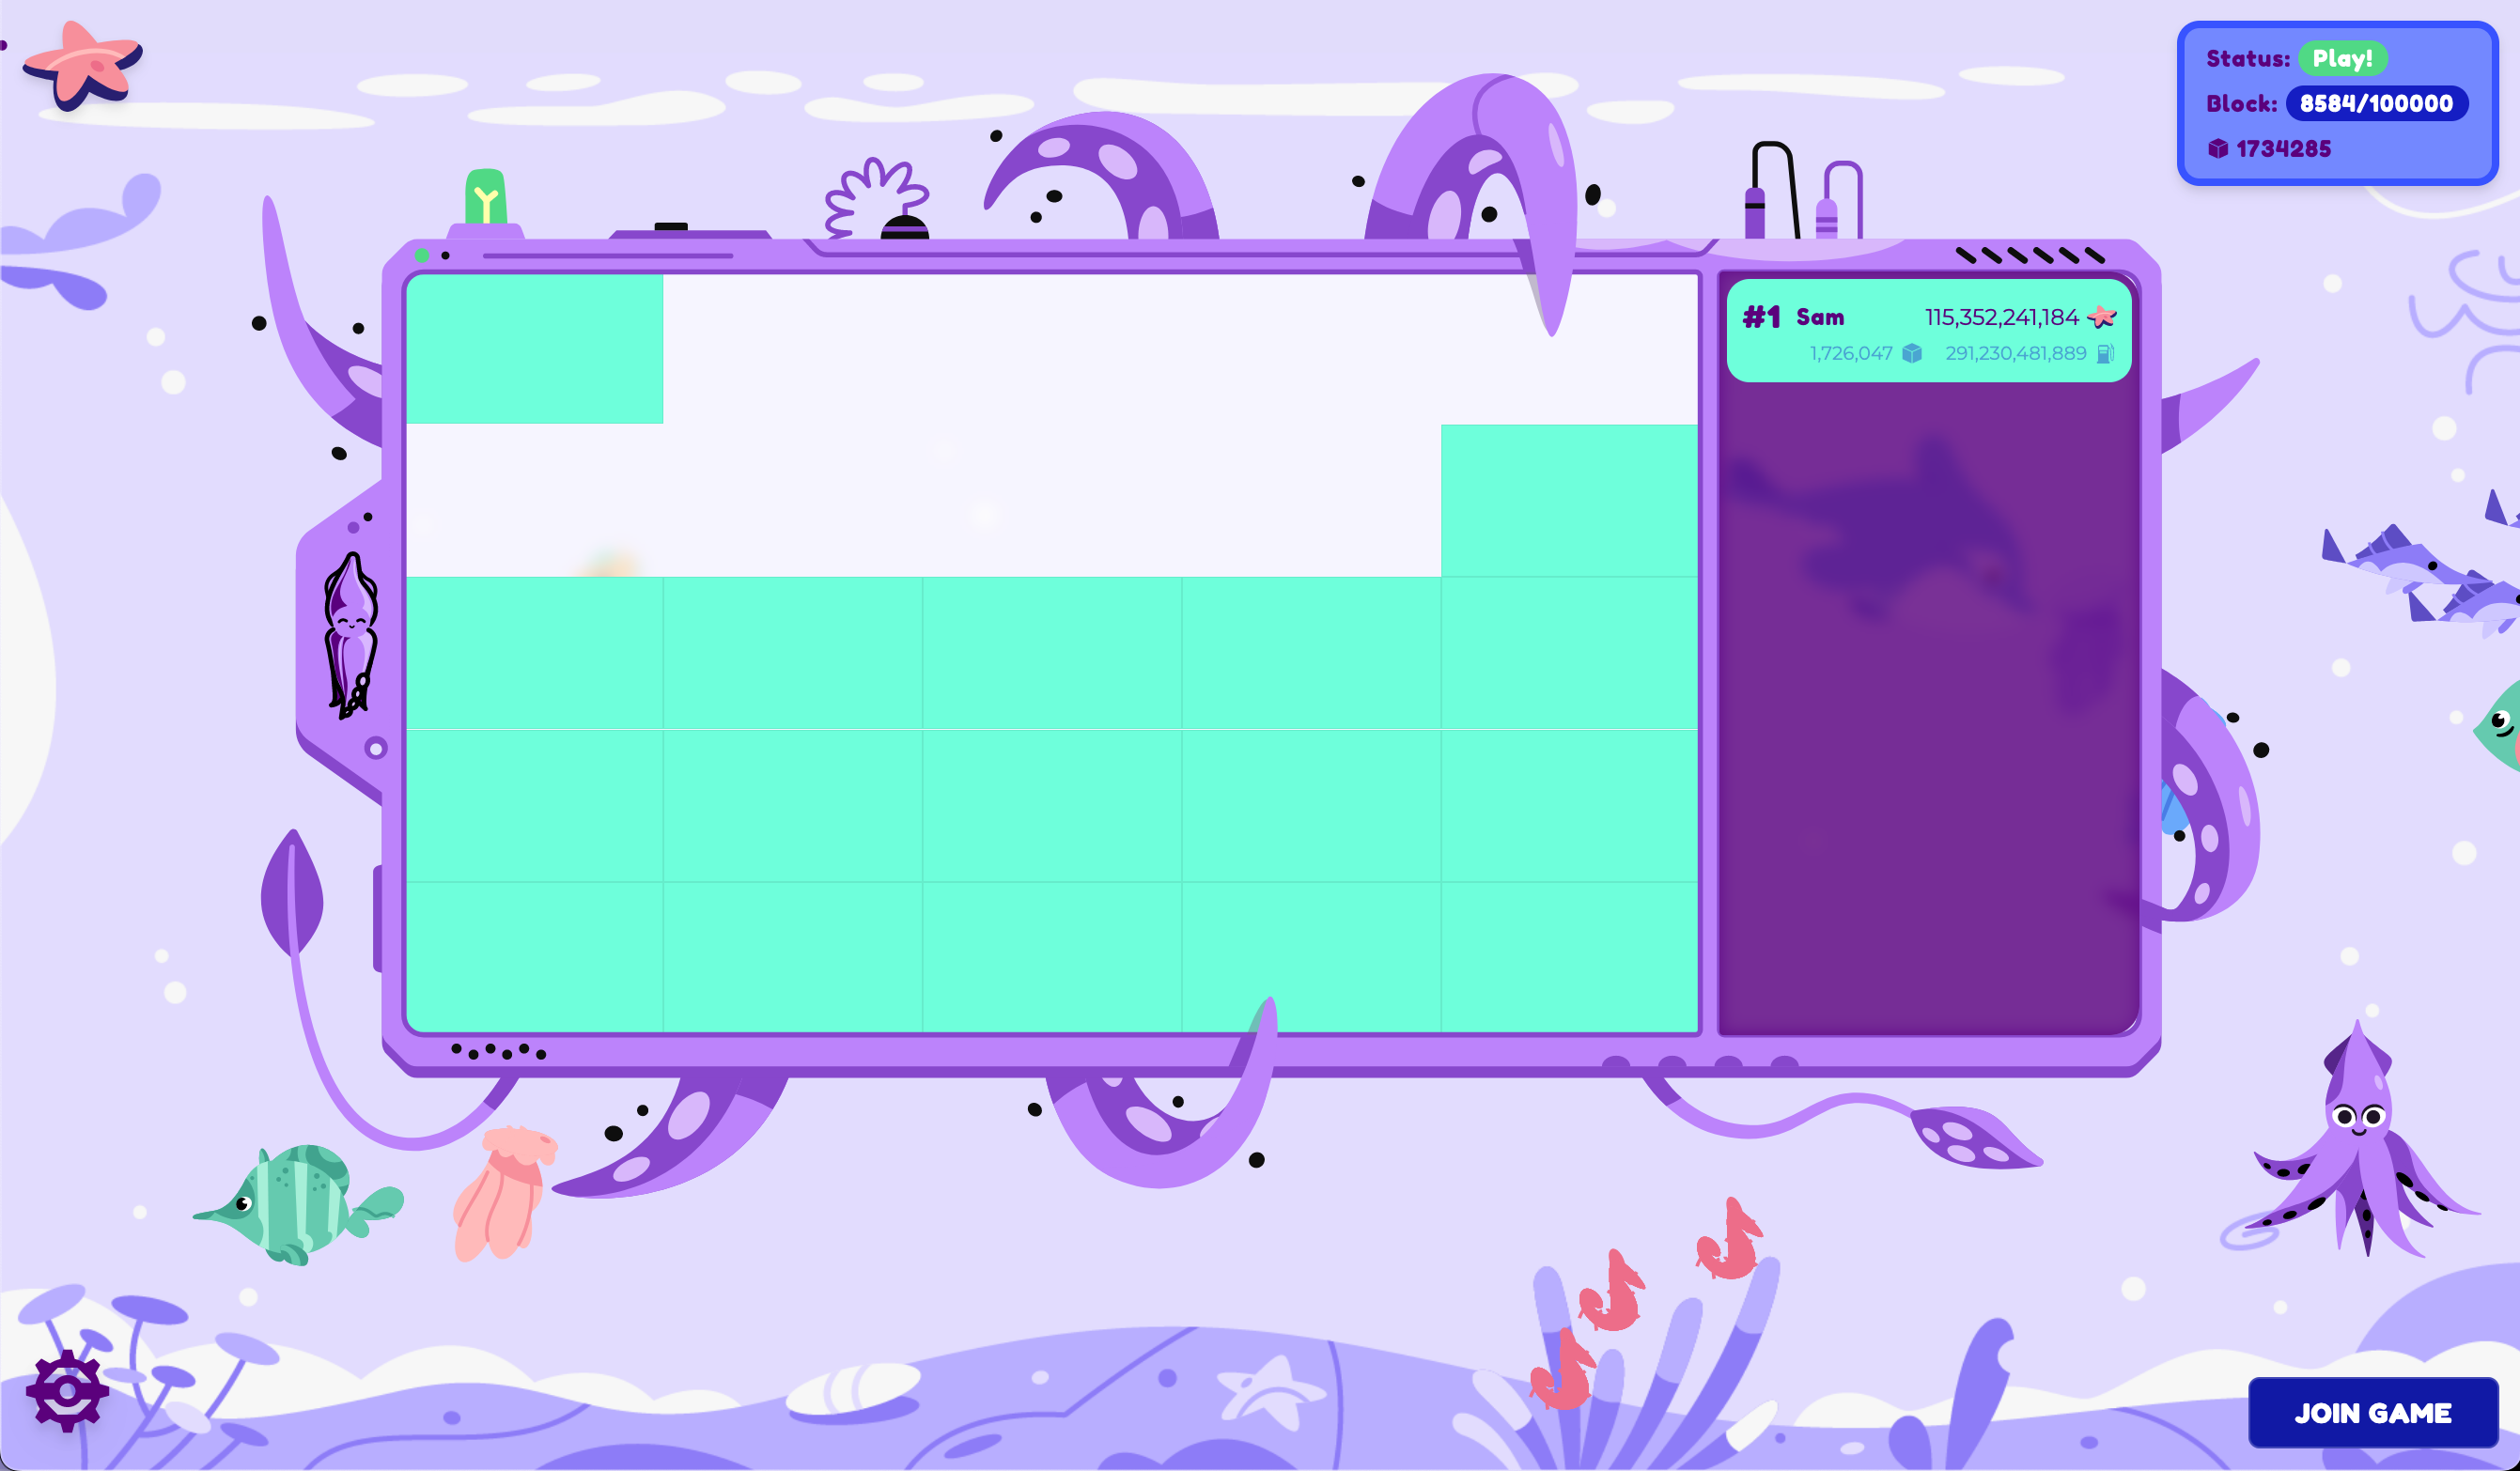 Status: Play!
Block: 8584/100000
1734285
#1 Sam 115,352,241,184
1,726,047 291,230,481,889
JOIN GAME